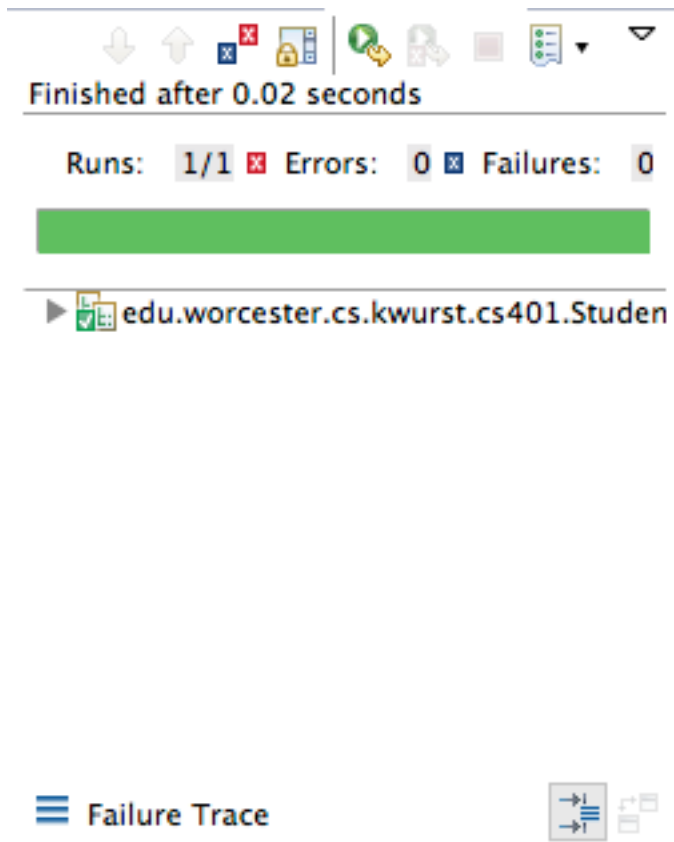 Finished after 0.02 seconds
Runs: 1/1 Errors: 0 Failures: 0
edu.worcester.cs.kwurst.cs401.Studen
Failure Trace